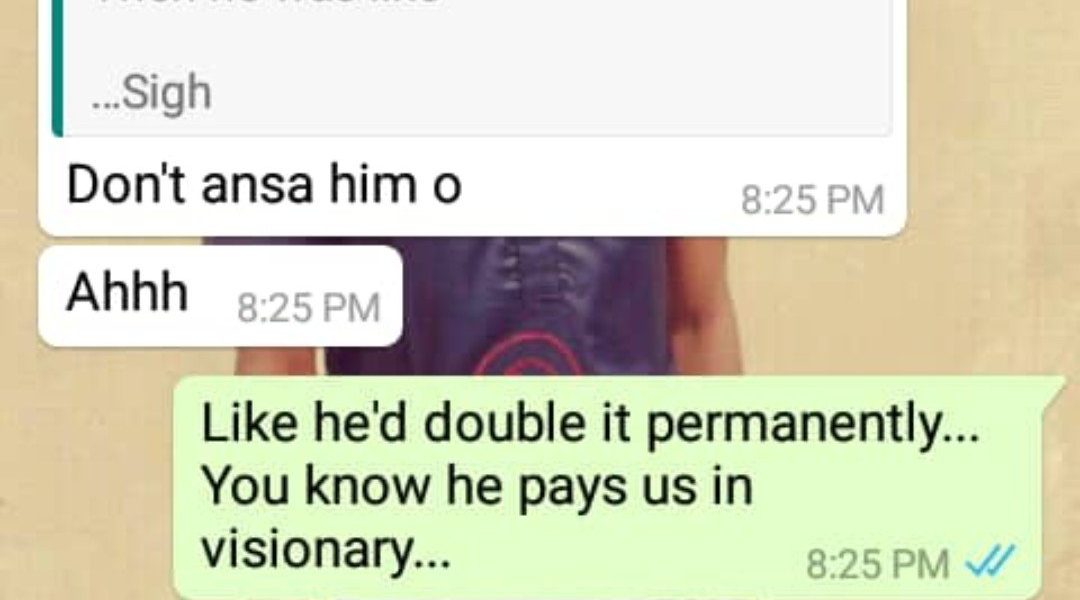 ...Sigh
Don't ansa him o
8:25 PM
Ahhh 8:25 PM
Like he'd double it permanently...
You know he pays us in
visionary...
8:25 PM